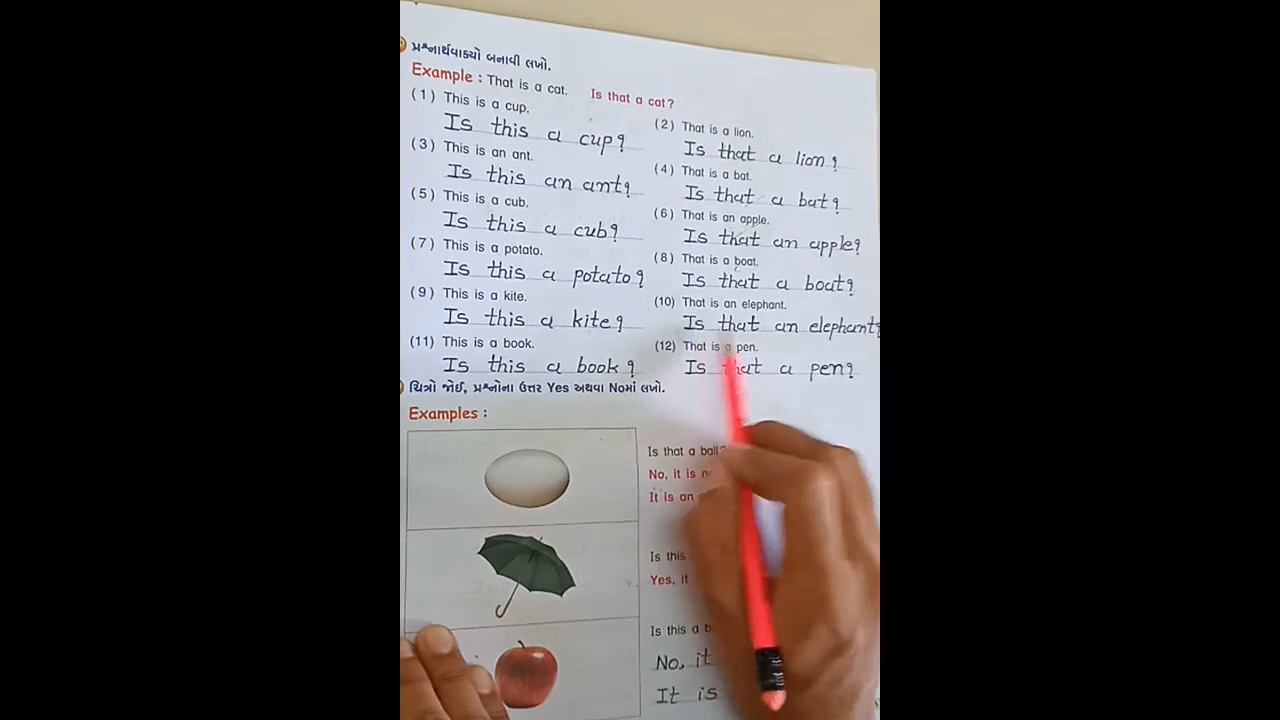 પ્રશ્નાર્થવાક્યો બનાવી લખો.
Example : That is a cat. Is that a cat?
(1) This is a cup.
Is this a cup?
(2) That is a lion.
Is that a lion?
(3) This is an ant.
Is this an ant?
(4) That is a bat.
Is that a bat?
(5) This is a cub.
Is this a cub?
(6) That is an apple.
Is that an apple?
(7) This is a potato.
Is this a potato?
(8) That is a boat.
Is that a boat?
(9) This is a kite.
Is this a kite?
(10) That is an elephant.
Is that an elephant?
(11) This is a book.
Is this a book?
(12) That is a pen.
Is that a pen?
ચિત્રો જોઈ, પ્રશ્નોના ઉત્તર Yes અથવા Noમાં લખો.
Examples :
Is that a ball?
No, it is
It is an
Is this
Yes, it
Is this a
No, it
It is